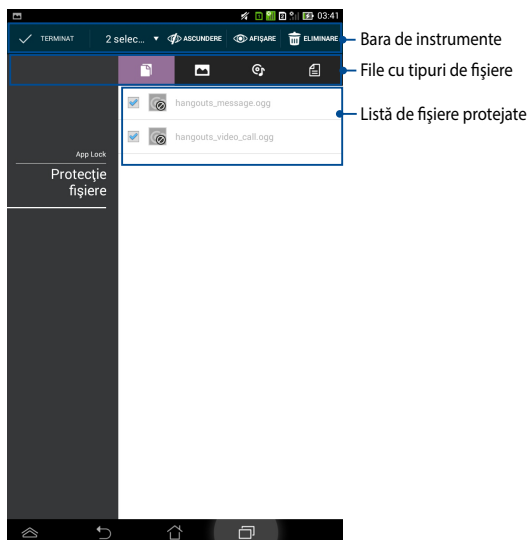 03:41
TERMINAT 2 selec... ASCUNDERE AFIȘARE ELIMINARE
Bara de instrumente
File cu tipuri de fișiere
hangouts_message.ogg
Listă de fișiere protejate
hangouts_video_call.ogg
App Lock
Protecție
fișiere